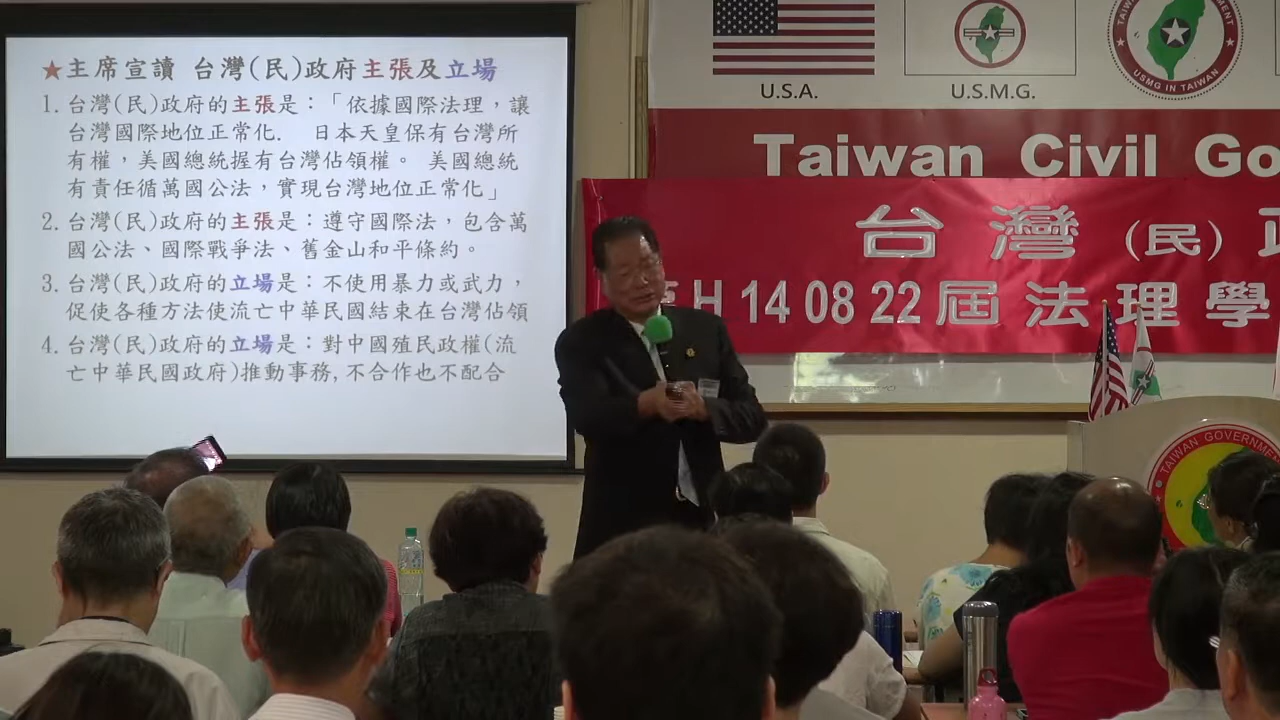 ★主席宣讀 台灣(民)政府主張及立場
1. 台灣(民)政府的主張是：「依據國際法理，讓
台灣國際地位正常化. 日本天皇保有台灣所
有權，美國總統握有台灣佔領權。 美國總統
有責任循萬國公法，實現台灣地位正常化」
2. 台灣(民)政府的主張是：遵守國際法，包含萬
國公法、國際戰爭法、舊金山和平條約。
3. 台灣(民)政府的立場是：不使用暴力或武力，
促使各種方法使流亡中華民國結束在台灣佔領
4. 台灣(民)政府的立場是：對中國殖民政權(流
亡中華民國政府)推動事務,不合作也不配合
U.S.A.
U.S.M.G.
USMG IN TAIWAN
Taiwan Civil Go
台灣(民)
H 14 08 22屆法理學
TAIWAN GOVERNMENT